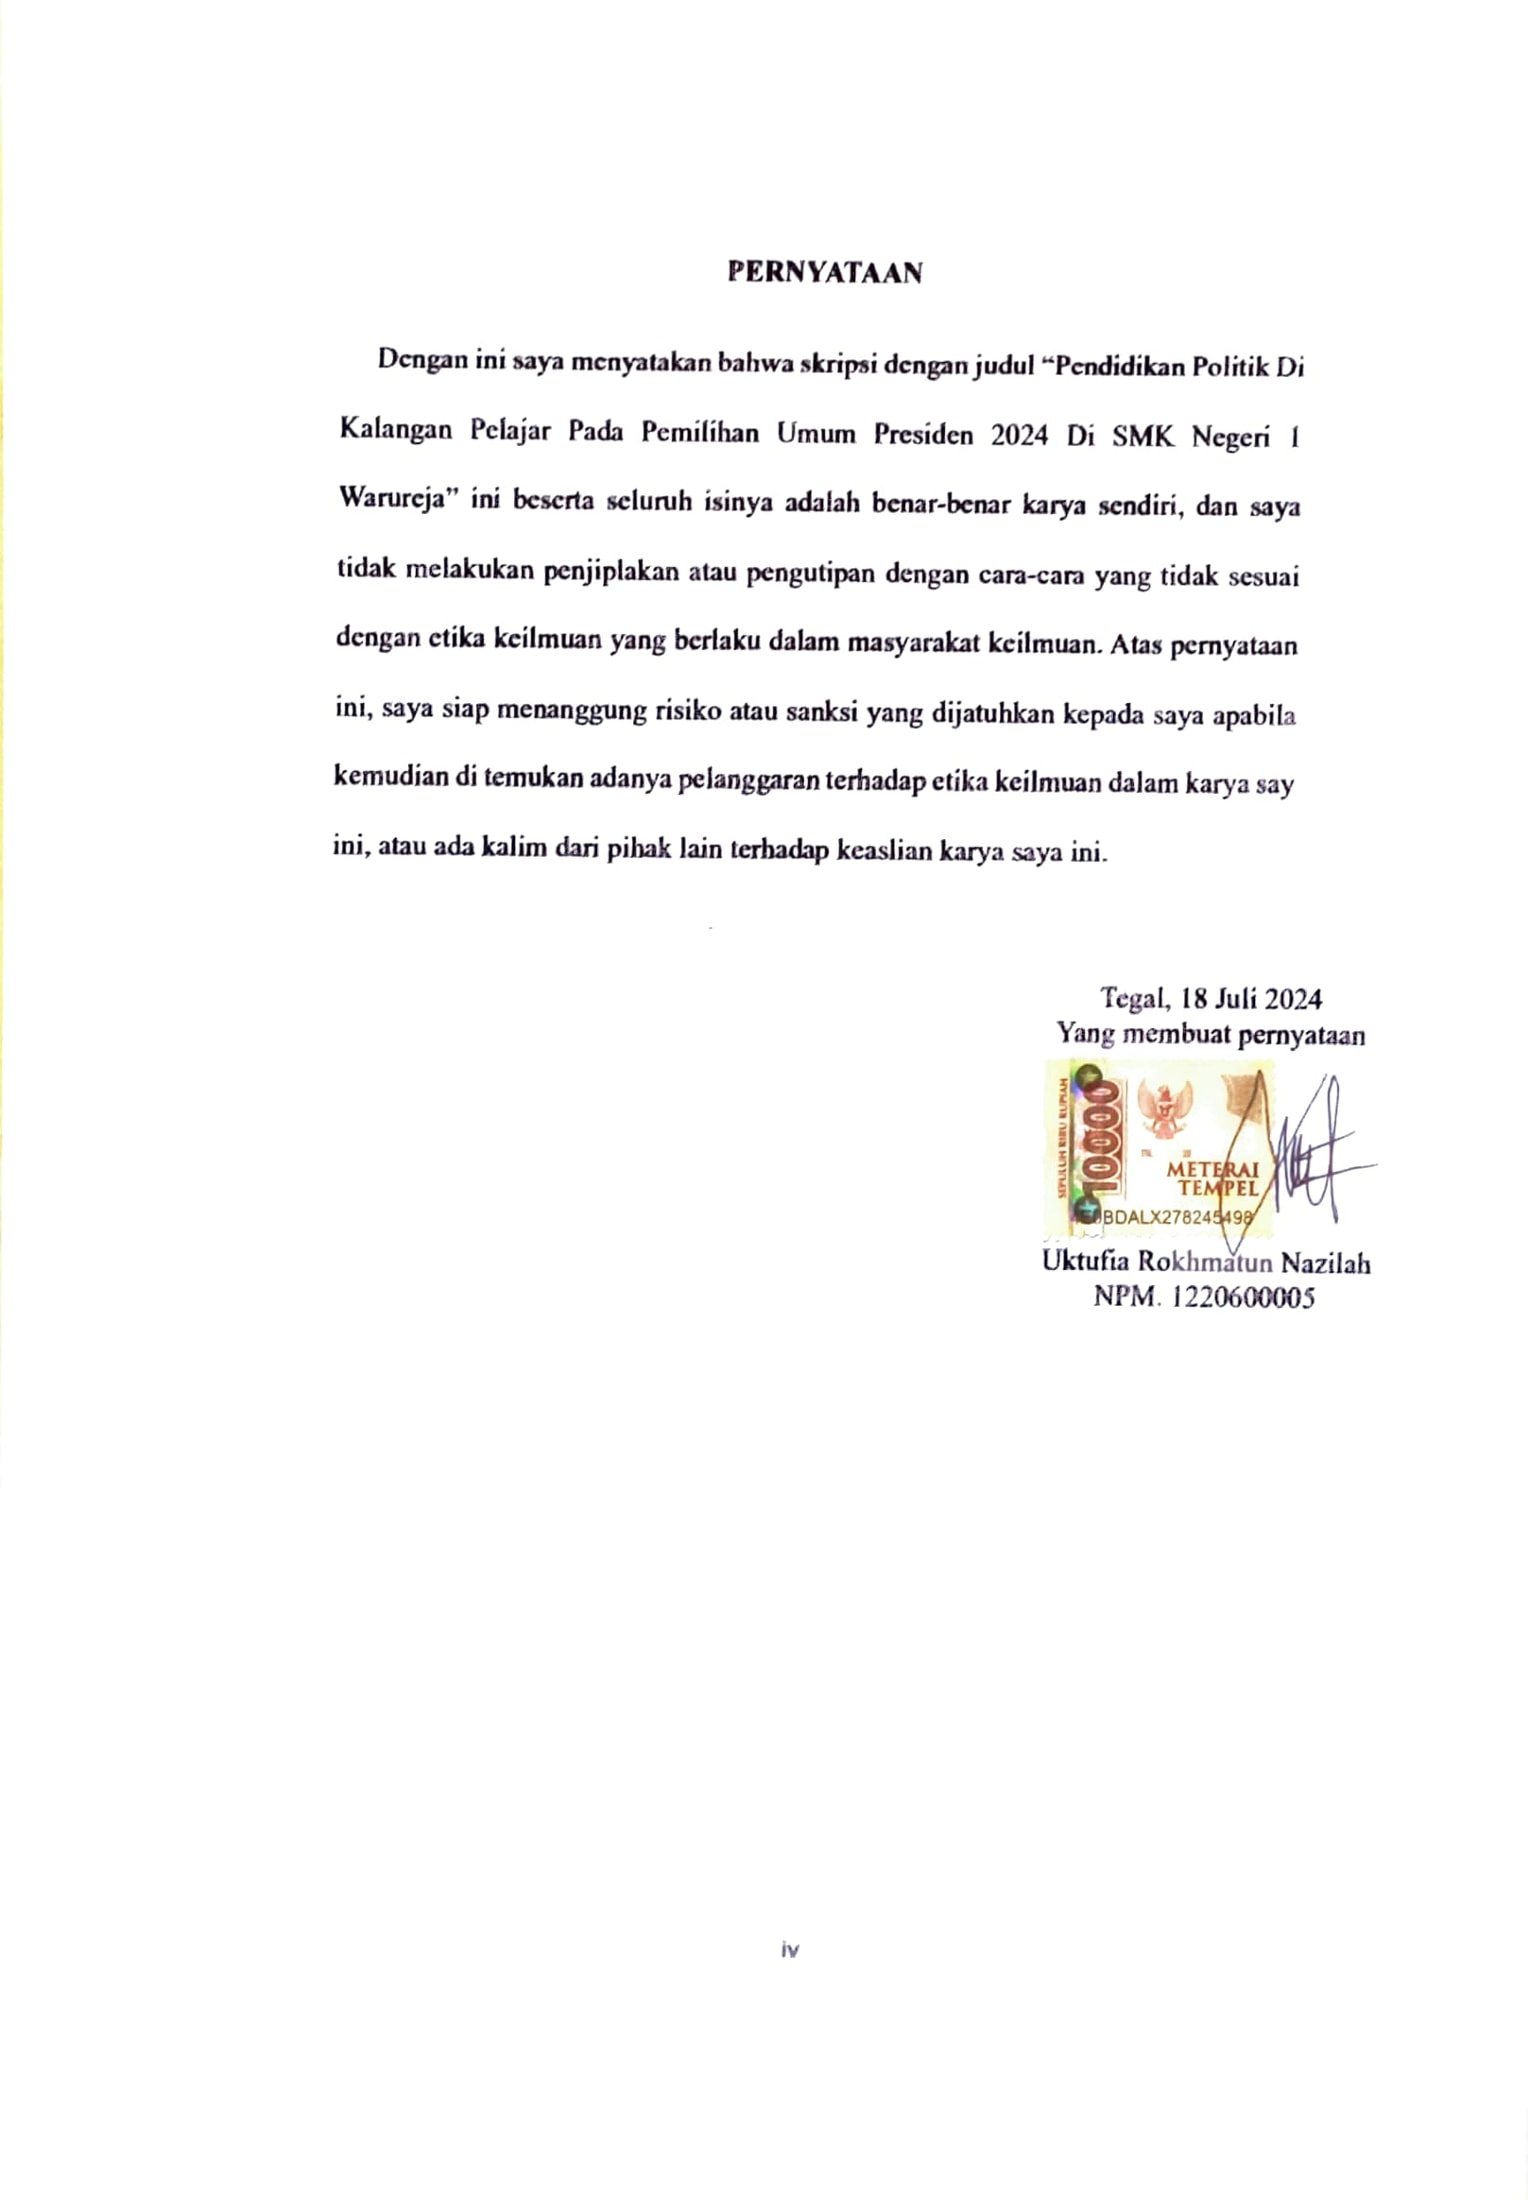 PERNYATAAN
Dengan ini saya menyatakan bahwa skripsi dengan judul “Pendidikan Politik Di
Kalangan Pelajar Pada Pemilihan Umum Presiden 2024 Di SMK Negeri 1
Warureja” ini beserta seluruh isinya adalah benar-benar karya sendiri, dan saya
tidak melakukan penjiplakan atau pengutipan dengan cara-cara yang tidak sesuai
dengan etika keilmuan yang berlaku dalam masyarakat keilmuan. Atas pernyataan
ini, saya siap menanggung risiko atau sanksi yang dijatuhkan kepada saya apabila
kemudian di temukan adanya pelanggaran terhadap etika keilmuan dalam karya say
ini, atau ada kalim dari pihak lain terhadap keaslian karya saya ini.
Tegal, 18 Juli 2024
Yang membuat pernyataan
SEPULUH RIBU RUPIAH
10000
METERAI
TEMPEL
BDALX278245498
Uktufia Rokhmatun Nazilah
NPM. 1220600005
iv